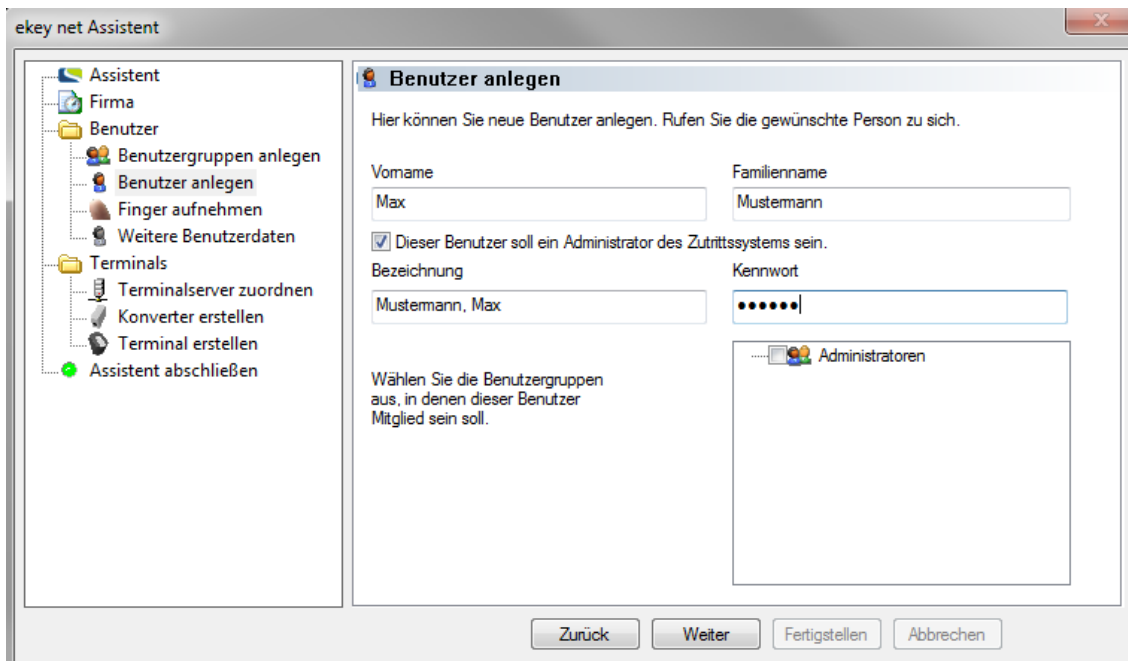 ekey net Assistent
Assistent
Firma
Benutzer
Benutzergruppen anlegen
Benutzer anlegen
Finger aufnehmen
Weitere Benutzerdaten
Terminals
Terminalserver zuordnen
Konverter erstellen
Terminal erstellen
Assistent abschließen
Benutzer anlegen
Hier können Sie neue Benutzer anlegen. Rufen Sie die gewünschte Person zu sich.
Vorname Familienname
Max Mustermann
Dieser Benutzer soll ein Administrator des Zutrittssystems sein.
Bezeichnung Kennwort
Mustermann, Max ●●●●●●
Administratoren
Wählen Sie die Benutzergruppen
aus, in denen dieser Benutzer
Mitglied sein soll.
Zurück Weiter Fertigstellen Abbrechen